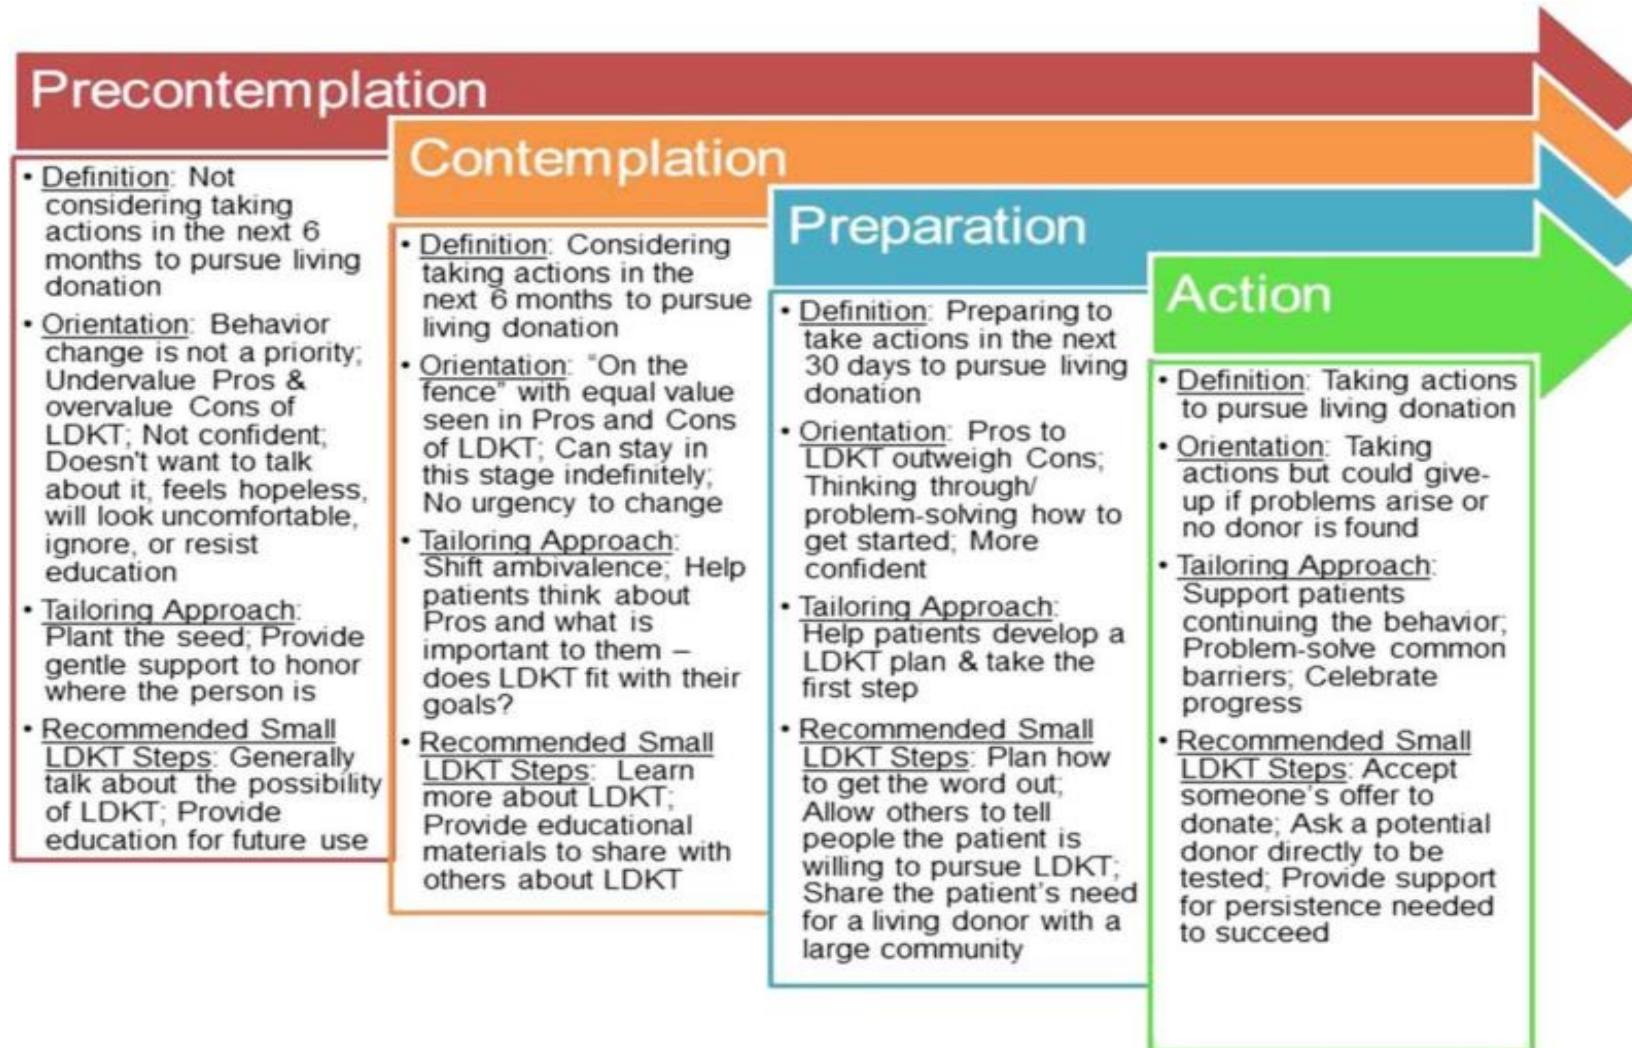 Precontemplation
• Definition: Not
considering taking
actions in the next 6
months to pursue living
donation
• Orientation: Behavior
change is not a priority;
Undervalue Pros &
overvalue Cons of
LDKT; Not confident;
Doesn't want to talk
about it, feels hopeless,
will look uncomfortable,
ignore, or resist
education
• Tailoring Approach:
Plant the seed; Provide
gentle support to honor
where the person is
• Recommended Small
LDKT Steps: Generally
talk about the possibility
of LDKT; Provide
education for future use
Contemplation
• Definition: Considering
taking actions in the
next 6 months to pursue
living donation
• Orientation: “On the
fence” with equal value
seen in Pros and Cons
of LDKT; Can stay in
this stage indefinitely;
No urgency to change
• Tailoring Approach:
Shift ambivalence; Help
patients think about
Pros and what is
important to them –
does LDKT fit with their
goals?
• Recommended Small
LDKT Steps: Learn
more about LDKT;
Provide educational
materials to share with
others about LDKT
Preparation
• Definition: Preparing to
take actions in the next
30 days to pursue living
donation
• Orientation: Pros to
LDKT outweigh Cons;
Thinking through/
problem-solving how to
get started; More
confident
• Tailoring Approach:
Help patients develop a
LDKT plan & take the
first step
• Recommended Small
LDKT Steps: Plan how
to get the word out;
Allow others to tell
people the patient is
willing to pursue LDKT;
Share the patient’s need
for a living donor with a
large community
Action
• Definition: Taking actions
to pursue living donation
• Orientation: Taking
actions but could give-
up if problems arise or
no donor is found
• Tailoring Approach:
Support patients
continuing the behavior;
Problem-solve common
barriers; Celebrate
progress
• Recommended Small
LDKT Steps: Accept
someone’s offer to
donate; Ask a potential
donor directly to be
tested; Provide support
for persistence needed
to succeed